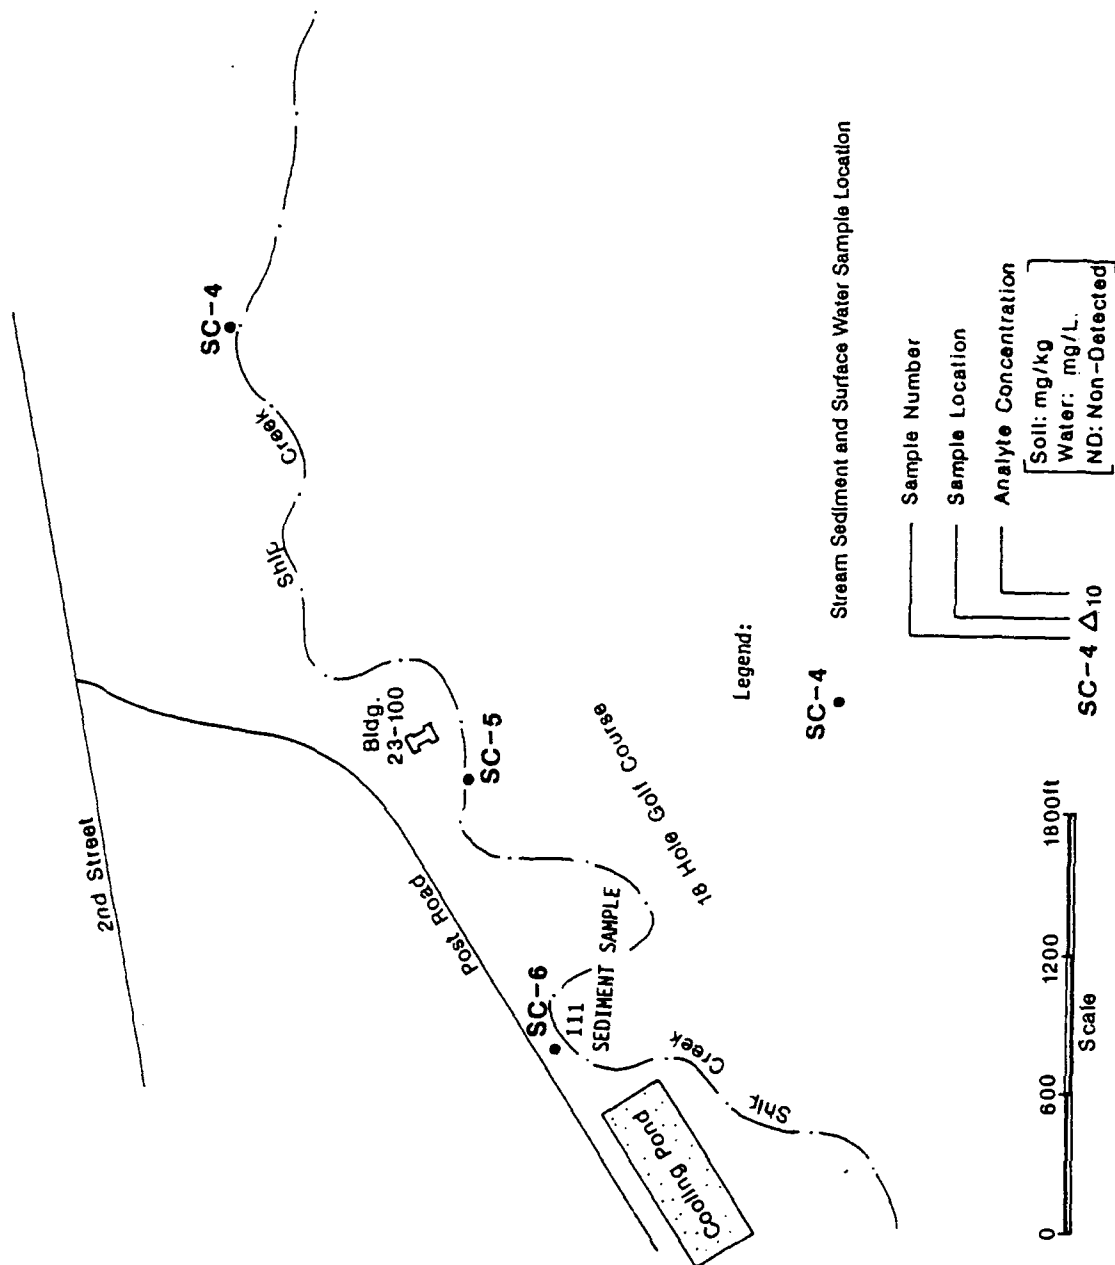 2nd Street
SC-4
Ship
Creek
Bldg.
23-100
SC-5
Post Road
SC-6
111
SEDIMENT SAMPLE
18 Hole Golf Course
Ship
Creek
Cooling Pond
Legend:
SC-4
Stream Sediment and Surface Water Sample Location
Sample Number
Sample Location
Analyte Concentration
Soil: mg/kg
Water: mg/L.
ND: Non-Detected
SC-4 Δ10
0 600 1200 1800ft
Scale